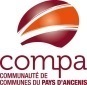 compa
COMMUNAUTÉ DE
COMMUNES DU PAYS D'ANCENIS